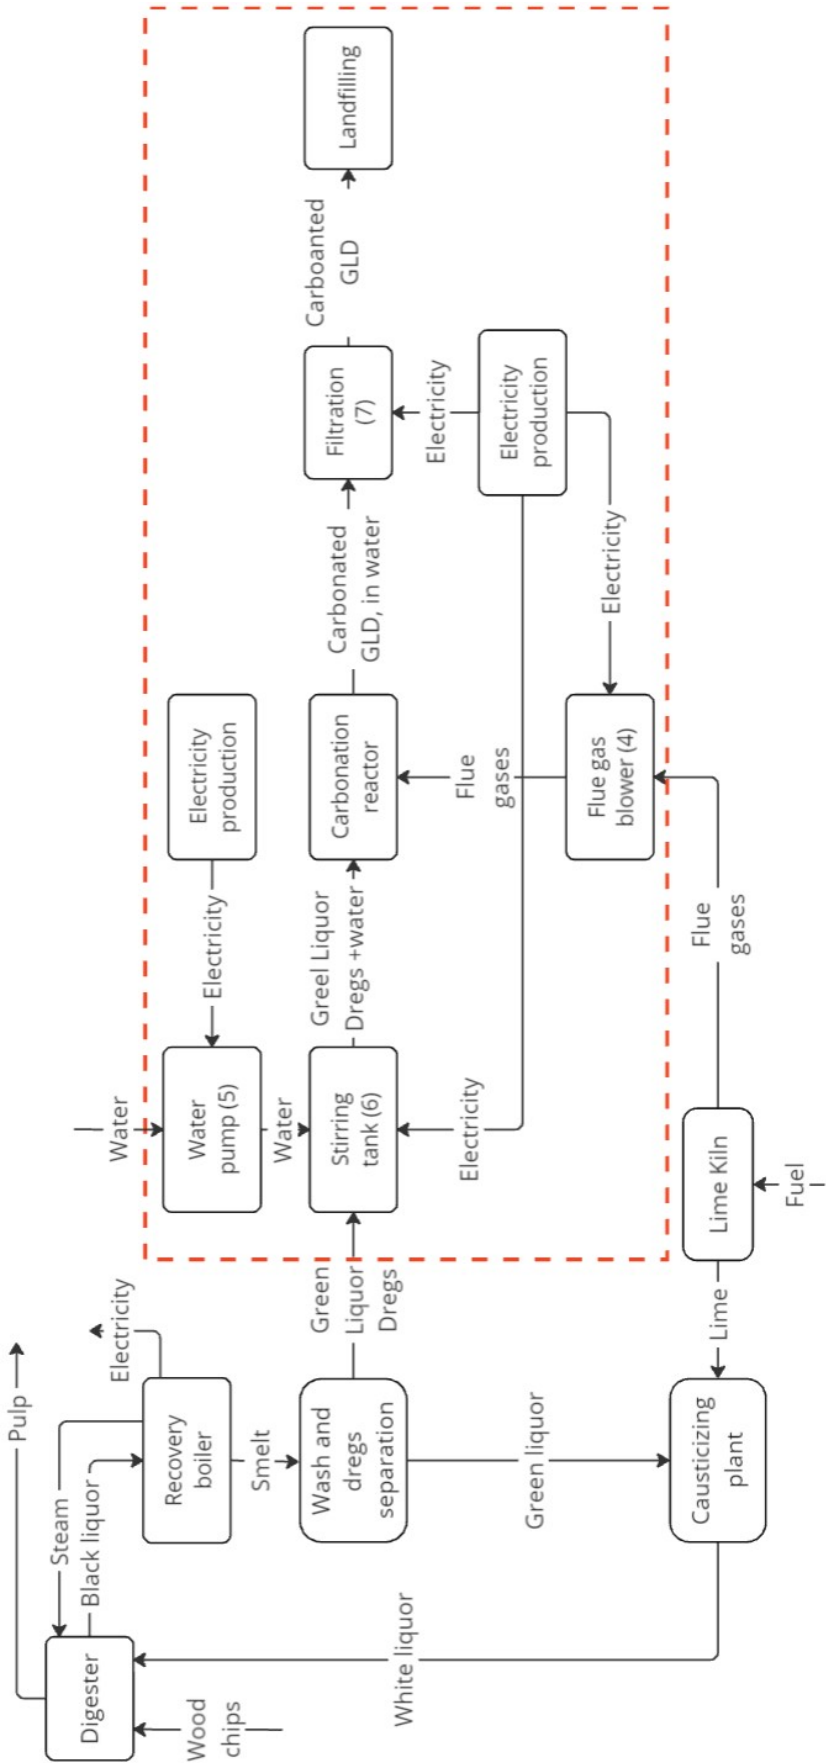 Pulp
Steam
Digester
Black liquor
Electricity
Water
Wood
chips
Recovery
boiler
Water
pump (5)
Electricity
Electricity
production
Smelt
Water
Wash and
dregs
separation
Green
Liquor
Dregs
Stirring
tank (6)
Greel Liquor
Dregs +water
Carbonation
reactor
Carbonated
GLD, in water
Filtration
(7)
Carboanted
GLD
Landfilling
White liquor
Green liquor
Electricity
Flue
gases
Electricity
Electricity
production
Flue gas
blower (4)
Electricity
Causticizing
plant
Lime
Lime Kiln
Flue
gases
Fuel